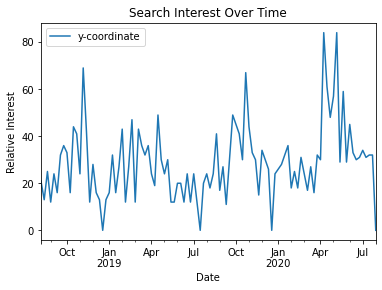 Search Interest Over Time
y-coordinate
Relative Interest
80
60
40
20
0
Oct
Jan
2019
Apr
Jul
Oct
Jan
2020
Apr
Jul
Date